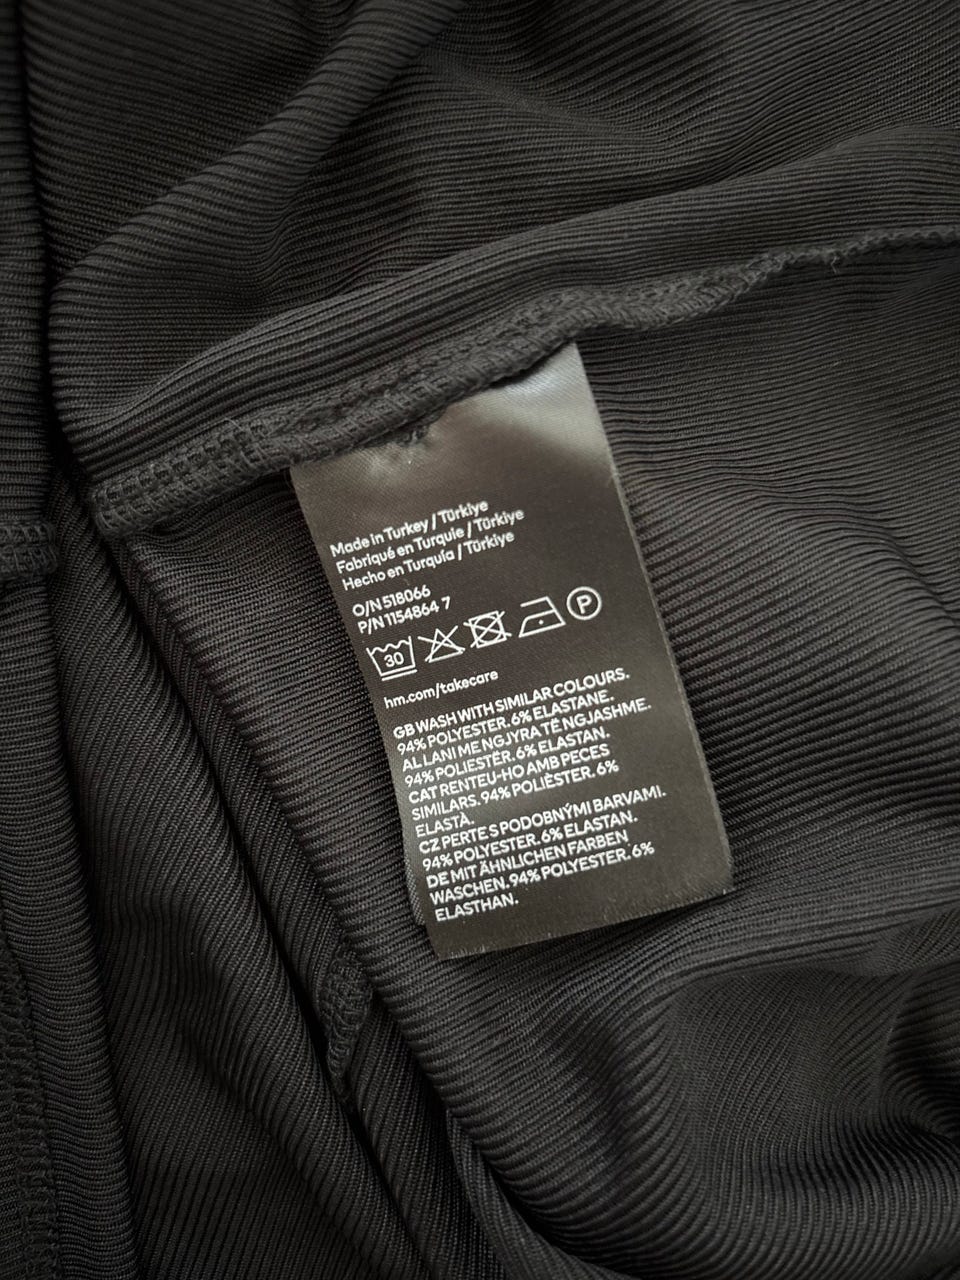 Made in Turkey / Türkiye
Fabriqué en Turquie / Türkiye
Hecho en Turquía / Türkiye
O/N 518066
P/N 1154864 7
30 P
hm.com/takecare
GB WASH WITH SIMILAR COLOURS.
94% POLYESTER. 6% ELASTANE.
AL LANI ME NGJYRA TË NGJASHME.
94% POLIESTËR. 6% ELASTAN.
CAT RENTEU-HO AMB PECES
SIMILARS. 94% POLIÈSTER. 6%
ELASTÀ.
CZ PERTE S PODOBNÝMI BARVAMI.
94% POLYESTER. 6% ELASTAN.
DE MIT ÄHNLICHEN FARBEN
WASCHEN. 94% POLYESTER. 6%
ELASTHAN.